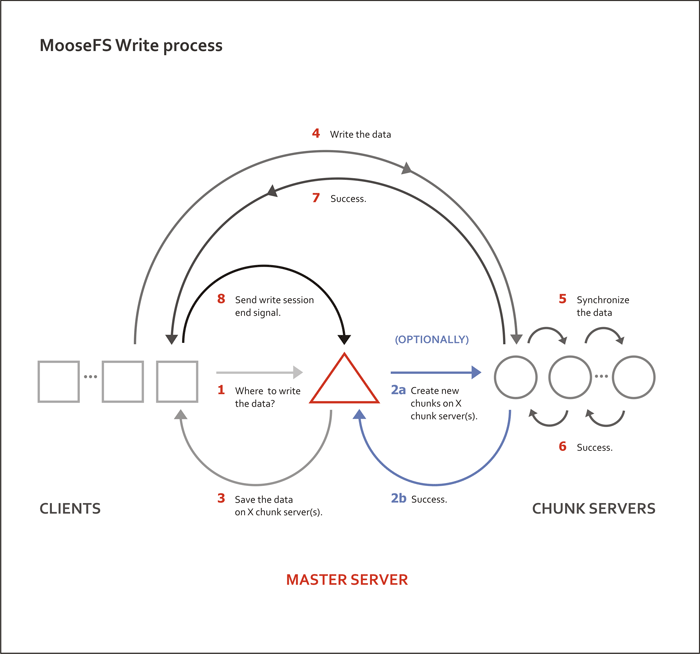 MooseFS Write process
4 Write the data
7 Success.
8 Send write session
end signal.
5 Synchronize
the data
(OPTIONALLY)
1 Where to write
the data?
2a Create new
chunks on X
chunk server(s).
6 Success.
3 Save the data
on X chunk server(s).
2b Success.
CLIENTS
CHUNK SERVERS
MASTER SERVER